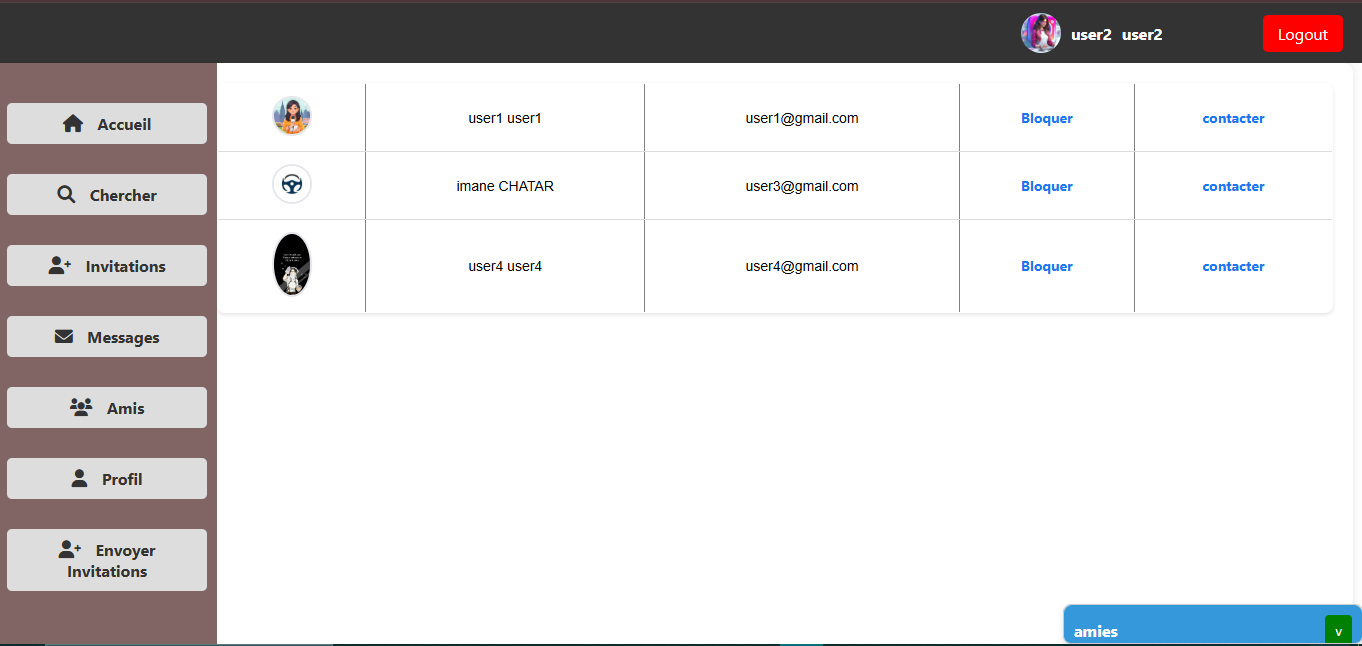 user2 user2
Logout
Accueil
Chercher
Invitations
Messages
Amis
Profil
Envoyer
Invitations
user1 user1 user1@gmail.com Bloquer contacter
imane CHATAR user3@gmail.com Bloquer contacter
user4 user4 user4@gmail.com Bloquer contacter
amies v